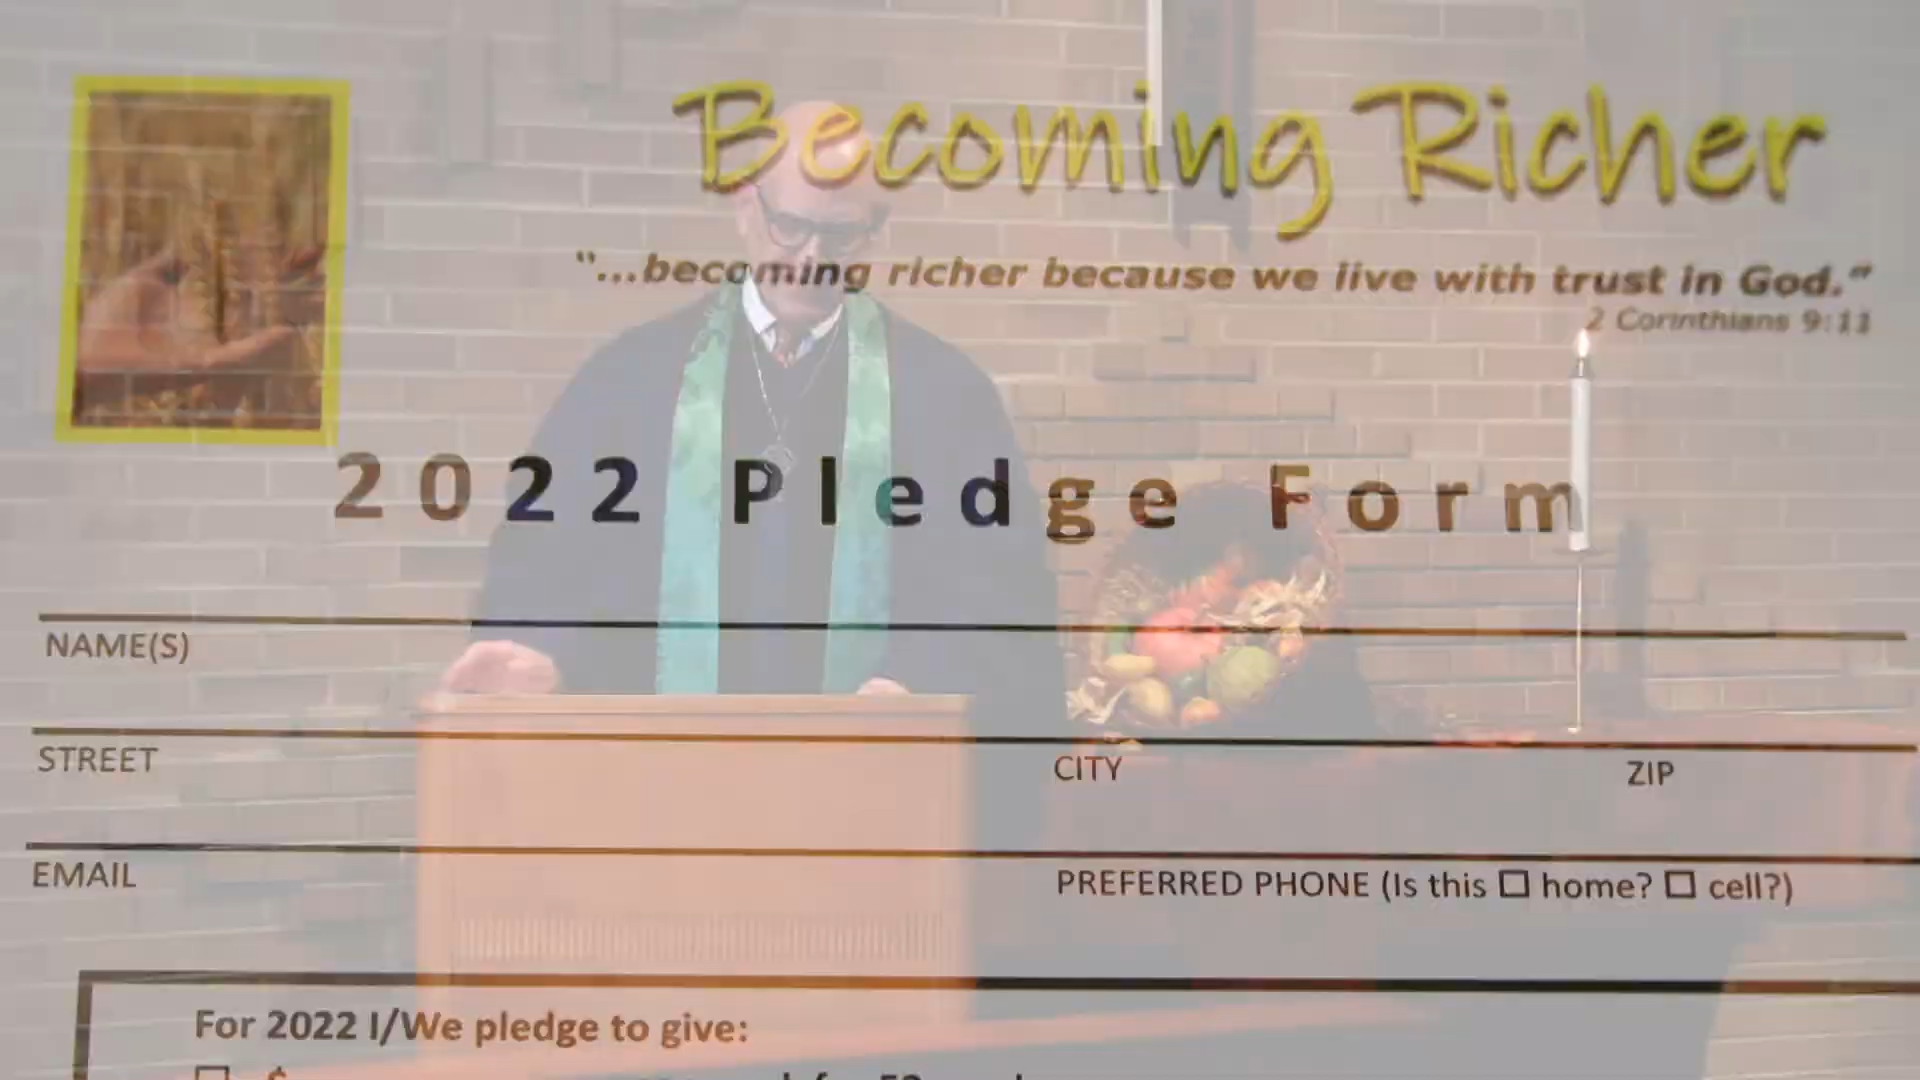 Becoming Richer
"...becoming richer because we live with trust in God."
2 Corinthians 9:11
2022 Pledge Form
NAME(S)
STREET CITY ZIP
EMAIL PREFERRED PHONE (Is this ☐ home? ☐ cell?)
For 2022 I/We pledge to give:
☐ $